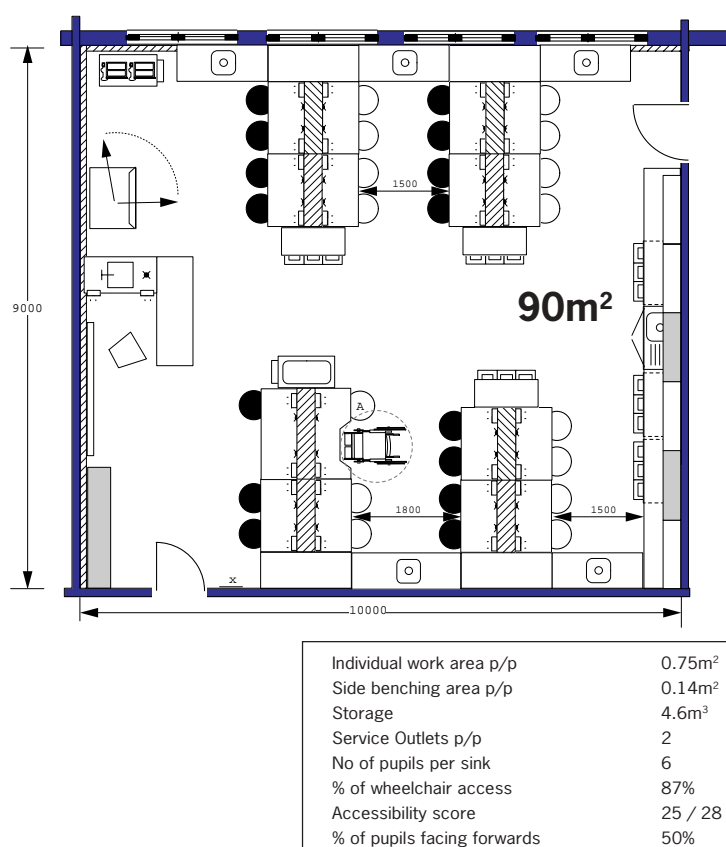 1500
90m²
9000
A
1800
1500
x
10000
Individual work area p/p 0.75m²
Side benching area p/p 0.14m²
Storage 4.6m³
Service Outlets p/p 2
No of pupils per sink 6
% of wheelchair access 87%
Accessibility score 25 / 28
% of pupils facing forwards 50%